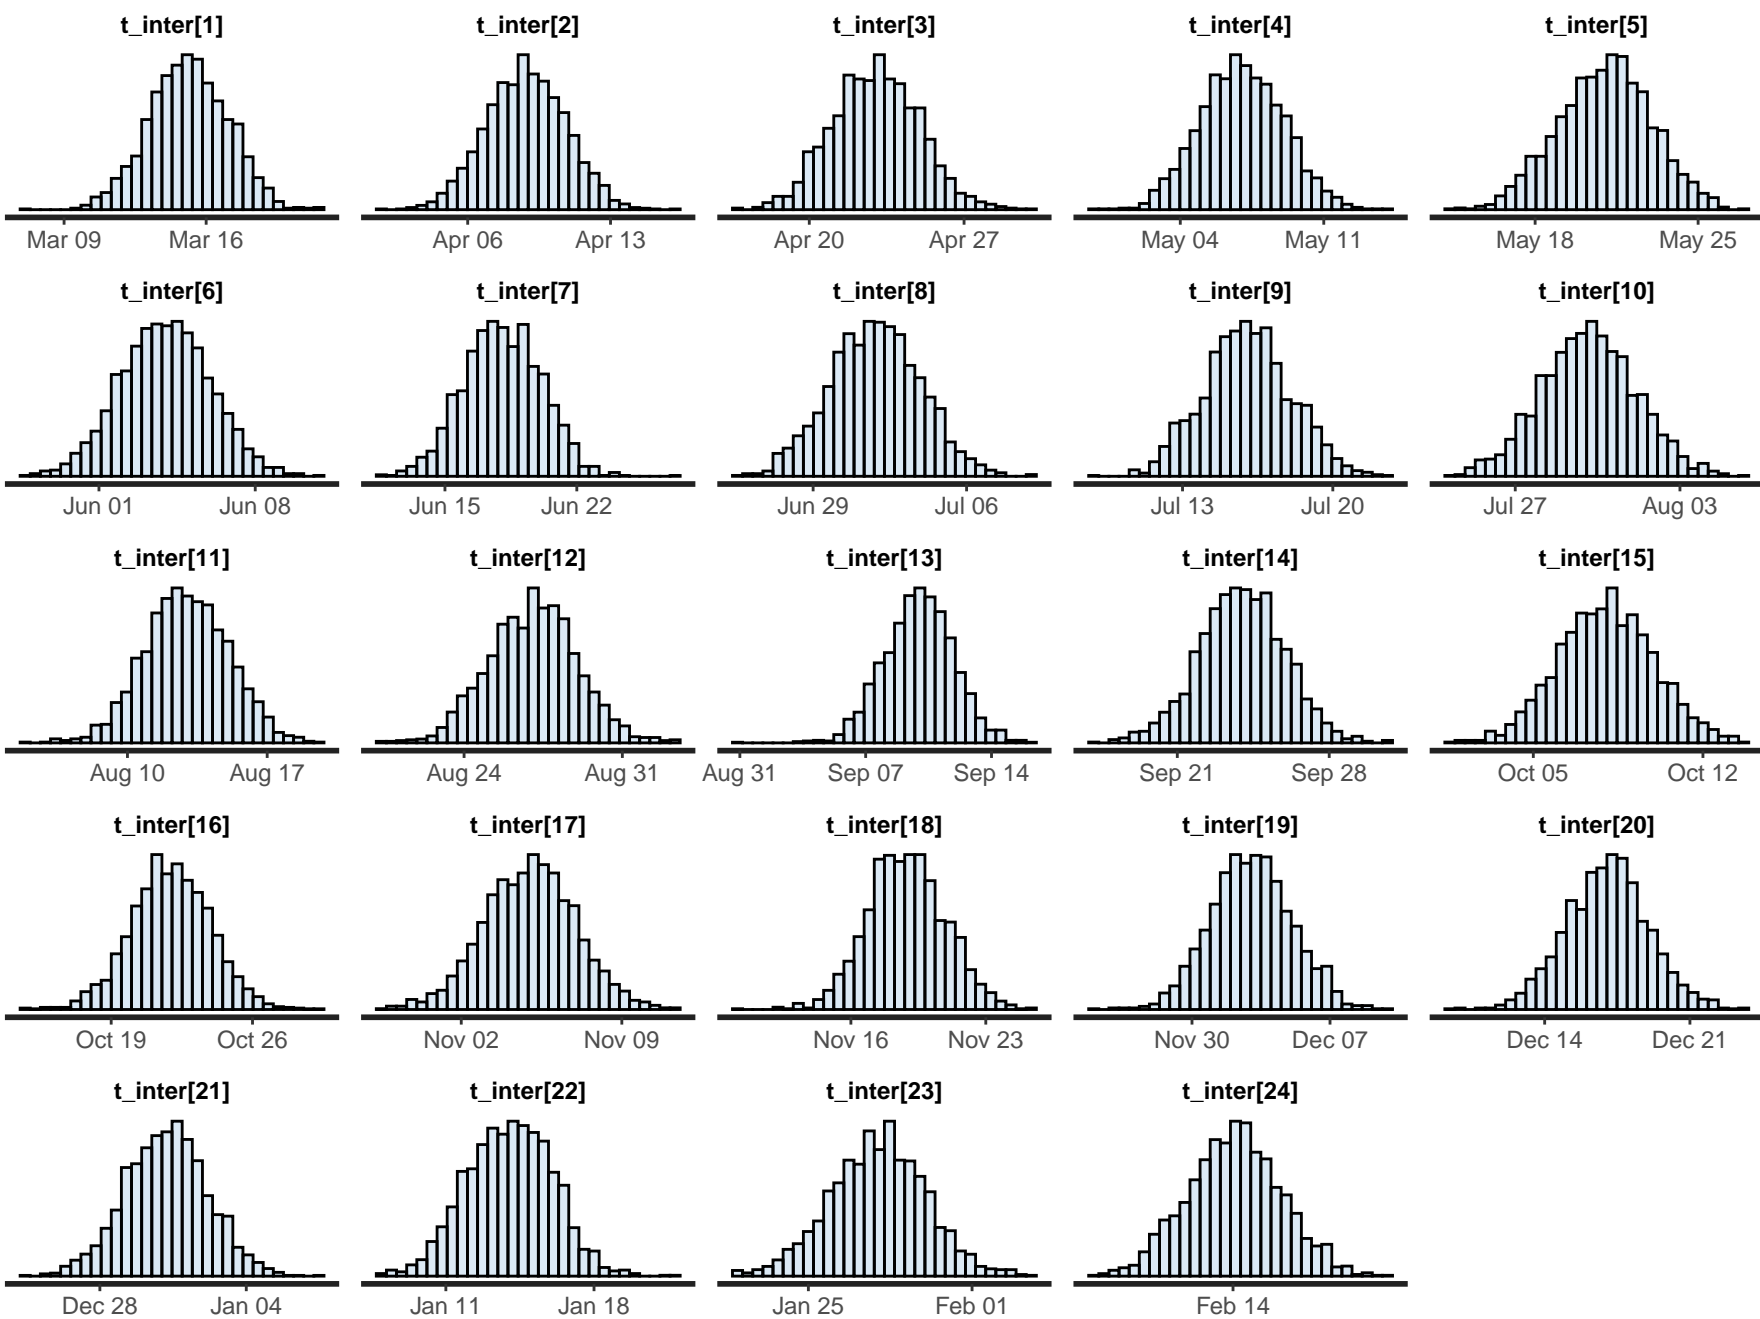 t_inter[1] t_inter[2] t_inter[3] t_inter[4] t_inter[5]
Mar 09 Mar 16 Apr 06 Apr 13 Apr 20 Apr 27 May 04 May 11 May 18 May 25
t_inter[6] t_inter[7] t_inter[8] t_inter[9] t_inter[10]
Jun 01 Jun 08 Jun 15 Jun 22 Jun 29 Jul 06 Jul 13 Jul 20 Jul 27 Aug 03
t_inter[11] t_inter[12] t_inter[13] t_inter[14] t_inter[15]
Aug 10 Aug 17 Aug 24 Aug 31 Aug 31 Sep 07 Sep 14 Sep 21 Sep 28 Oct 05 Oct 12
t_inter[16] t_inter[17] t_inter[18] t_inter[19] t_inter[20]
Oct 19 Oct 26 Nov 02 Nov 09 Nov 16 Nov 23 Nov 30 Dec 07 Dec 14 Dec 21
t_inter[21] t_inter[22] t_inter[23] t_inter[24]
Dec 28 Jan 04 Jan 11 Jan 18 Jan 25 Feb 01 Feb 14